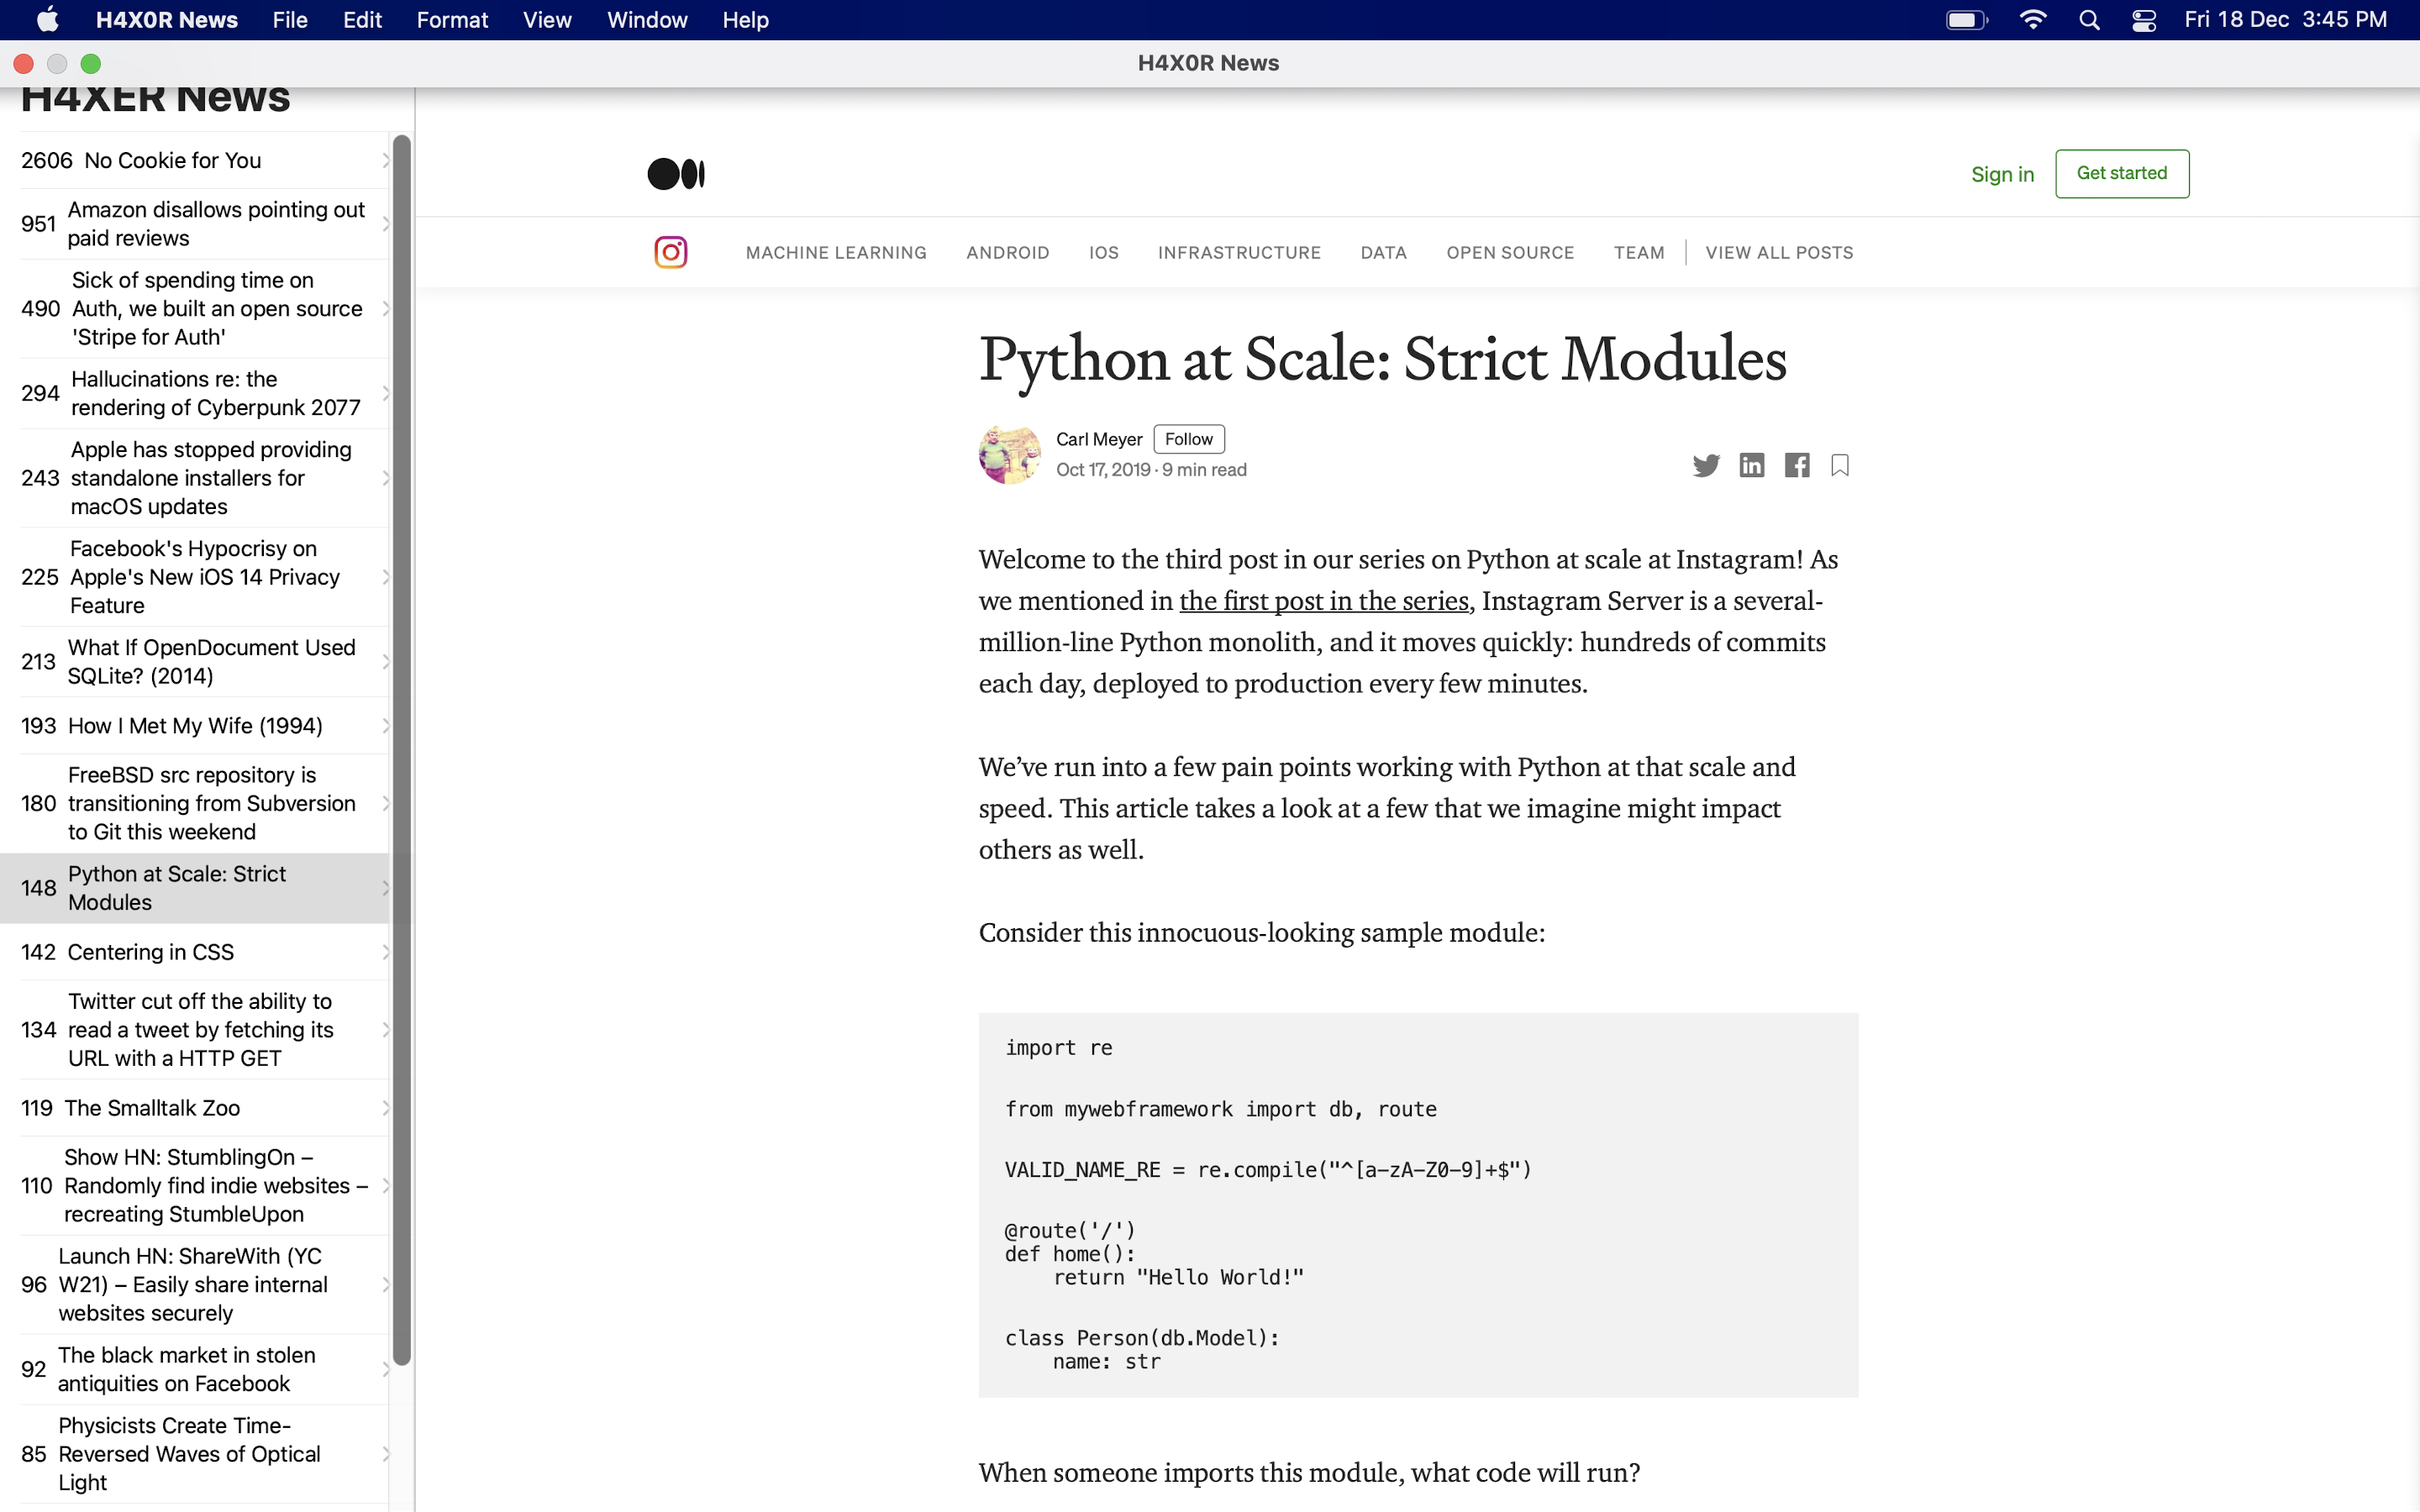 H4X0R News File Edit Format View Window Help Fri 18 Dec 3:45 PM
H4X0R News
H4XER News
2606 No Cookie for You
951 Amazon disallows pointing out
paid reviews
490 Sick of spending time on
Auth, we built an open source
'Stripe for Auth'
294 Hallucinations re: the
rendering of Cyberpunk 2077
243 Apple has stopped providing
standalone installers for
macOS updates
225 Facebook's Hypocrisy on
Apple's New iOS 14 Privacy
Feature
213 What If OpenDocument Used
SQLite? (2014)
193 How I Met My Wife (1994)
180 FreeBSD src repository is
transitioning from Subversion
to Git this weekend
148 Python at Scale: Strict
Modules
142 Centering in CSS
134 Twitter cut off the ability to
read a tweet by fetching its
URL with a HTTP GET
119 The Smalltalk Zoo
110 Show HN: StumblingOn –
Randomly find indie websites –
recreating StumbleUpon
96 Launch HN: ShareWith (YC
W21) – Easily share internal
websites securely
92 The black market in stolen
antiquities on Facebook
85 Physicists Create Time-
Reversed Waves of Optical
Light
Sign in Get started
MACHINE LEARNING ANDROID IOS INFRASTRUCTURE DATA OPEN SOURCE TEAM VIEW ALL POSTS
Python at Scale: Strict Modules
Carl Meyer Follow
Oct 17, 2019 · 9 min read
Welcome to the third post in our series on Python at scale at Instagram! As
we mentioned in the first post in the series, Instagram Server is a several-
million-line Python monolith, and it moves quickly: hundreds of commits
each day, deployed to production every few minutes.
We’ve run into a few pain points working with Python at that scale and
speed. This article takes a look at a few that we imagine might impact
others as well.
Consider this innocuous-looking sample module:
import re
from mywebframework import db, route
VALID_NAME_RE = re.compile("^[a-zA-Z0-9]+$")
@route('/')
def home():
    return "Hello World!"
class Person(db.Model):
    name: str
When someone imports this module, what code will run?